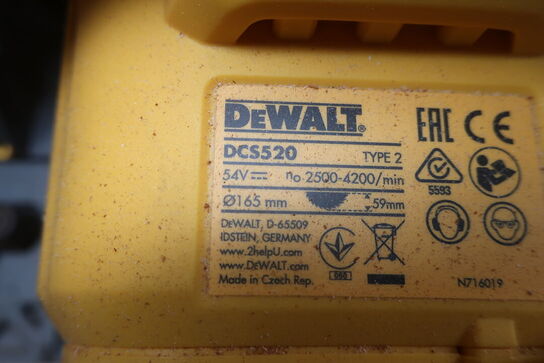 DEWALT®
EAC CE
DCS520 TYPE 2
54V n₀ 2500-4200/min
5593
Ø165 mm 59mm
DEWALT, D-65509
IDSTEIN, GERMANY
www.2helpU.com
www.DEWALT.com
Made in Czech Rep.
060
N716019